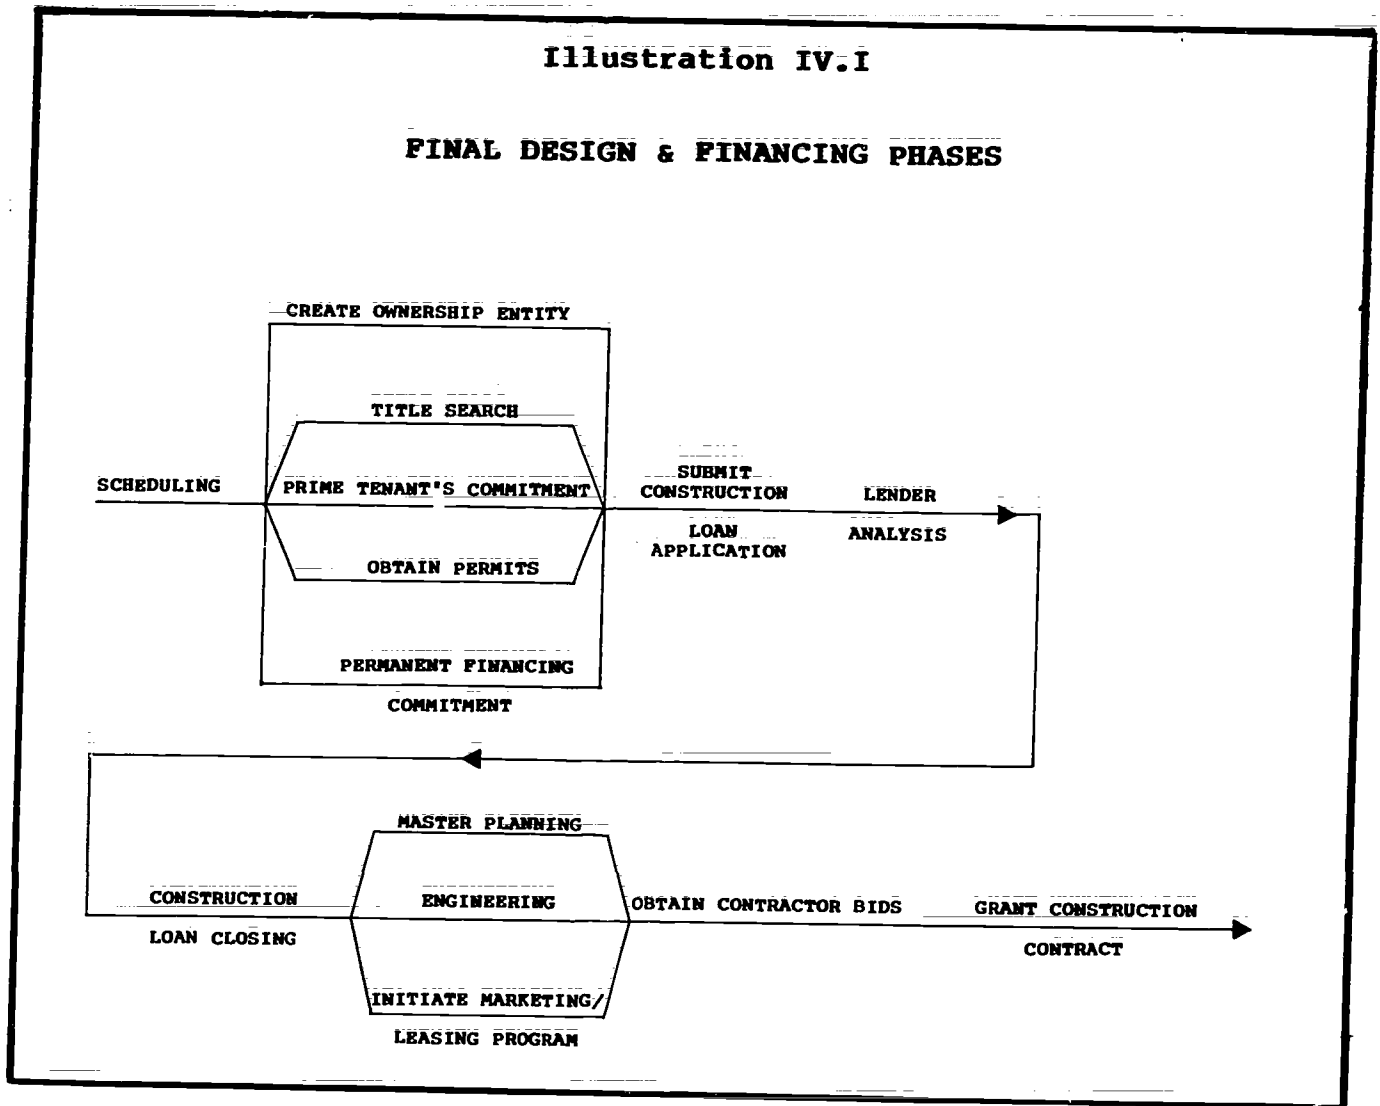 Illustration IV.I
FINAL DESIGN & FINANCING PHASES
CREATE OWNERSHIP ENTITY
TITLE SEARCH
SCHEDULING
PRIME TENANT'S COMMITMENT
SUBMIT
CONSTRUCTION
LOAN
APPLICATION
LENDER
ANALYSIS
OBTAIN PERMITS
PERMANENT FINANCING
COMMITMENT
MASTER PLANNING
CONSTRUCTION
LOAN CLOSING
ENGINEERING
OBTAIN CONTRACTOR BIDS
GRANT CONSTRUCTION
CONTRACT
INITIATE MARKETING/
LEASING PROGRAM